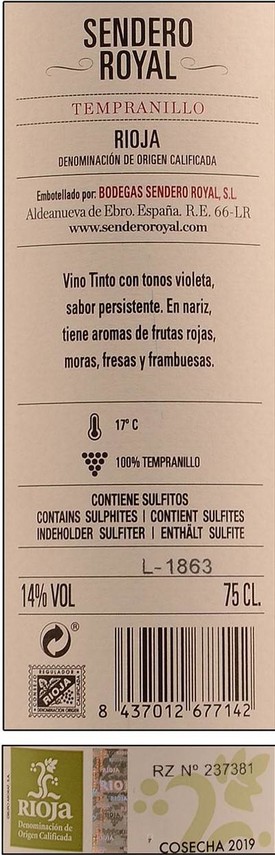 SENDERO
ROYAL
TEMPRANILLO
RIOJA
DENOMINACIÓN DE ORIGEN CALIFICADA
Embotellado por: BODEGAS SENDERO ROYAL, S.L.
Aldeanueva de Ebro. España. R.E. 66-LR
www.senderoroyal.com
Vino Tinto con tonos violeta,
sabor persistente. En nariz,
tiene aromas de frutas rojas,
moras, fresas y frambuesas.
17º C
100% TEMPRANILLO
CONTIENE SULFITOS
CONTAINS SULPHITES | CONTIENT SULFITES
INDEHOLDER SULFITER | ENTHÄLT SULFITE
L-1863
14% VOL 75 CL.
®
RIOJA
8 437012 677142
RIOJA
Denominación de
Origen Calificada
RZ Nº 237381
COSECHA 2019